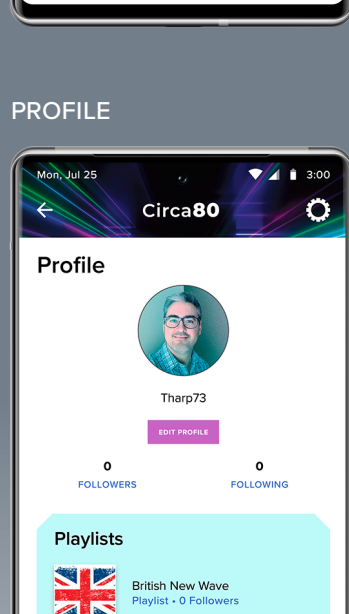 PROFILE
Mon, Jul 25 3:00
Circa80
Profile
Tharp73
EDIT PROFILE
0 0
FOLLOWERS FOLLOWING
Playlists
British New Wave
Playlist • 0 Followers